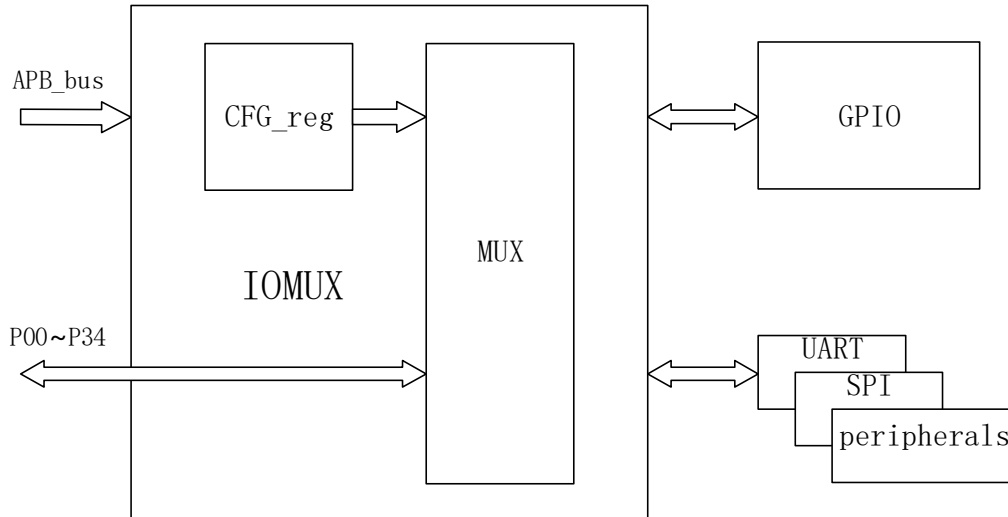 APB_bus
CFG_reg
GPIO
MUX
IOMUX
P00~P34
UART
SPI
peripherals